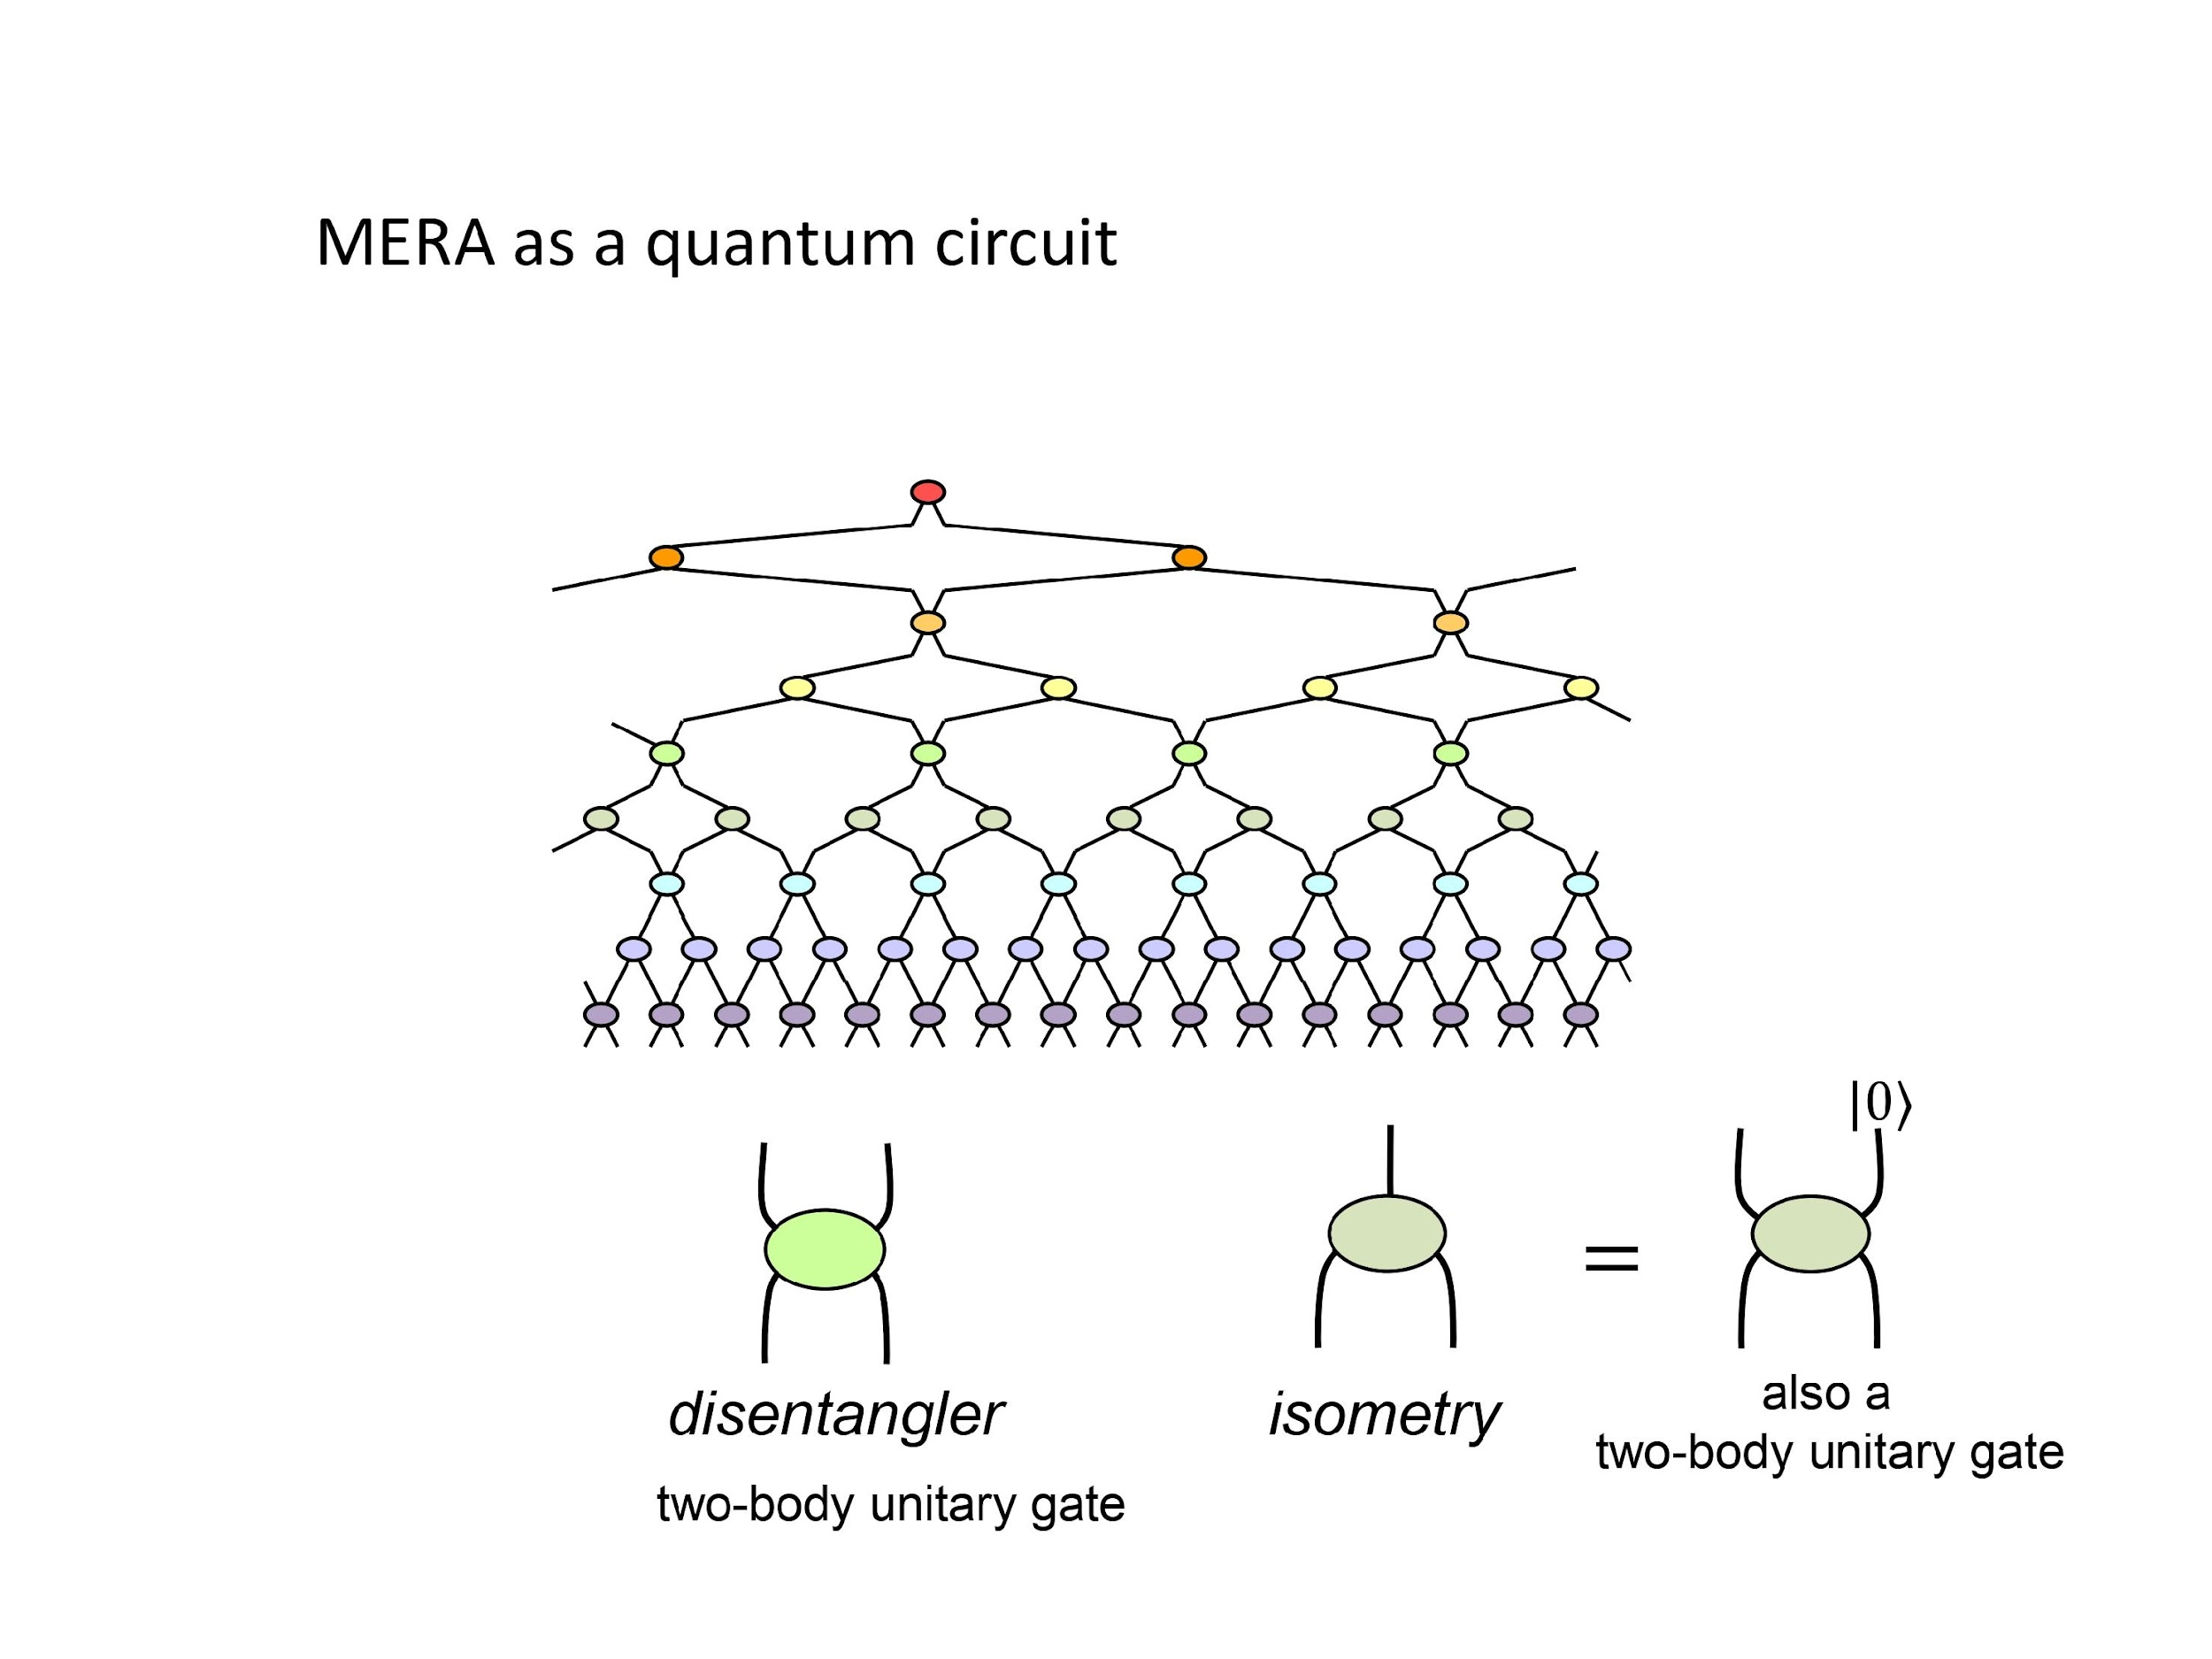 MERA as a quantum circuit
|0⟩
disentangler
two-body unitary gate
isometry
=
also a
two-body unitary gate